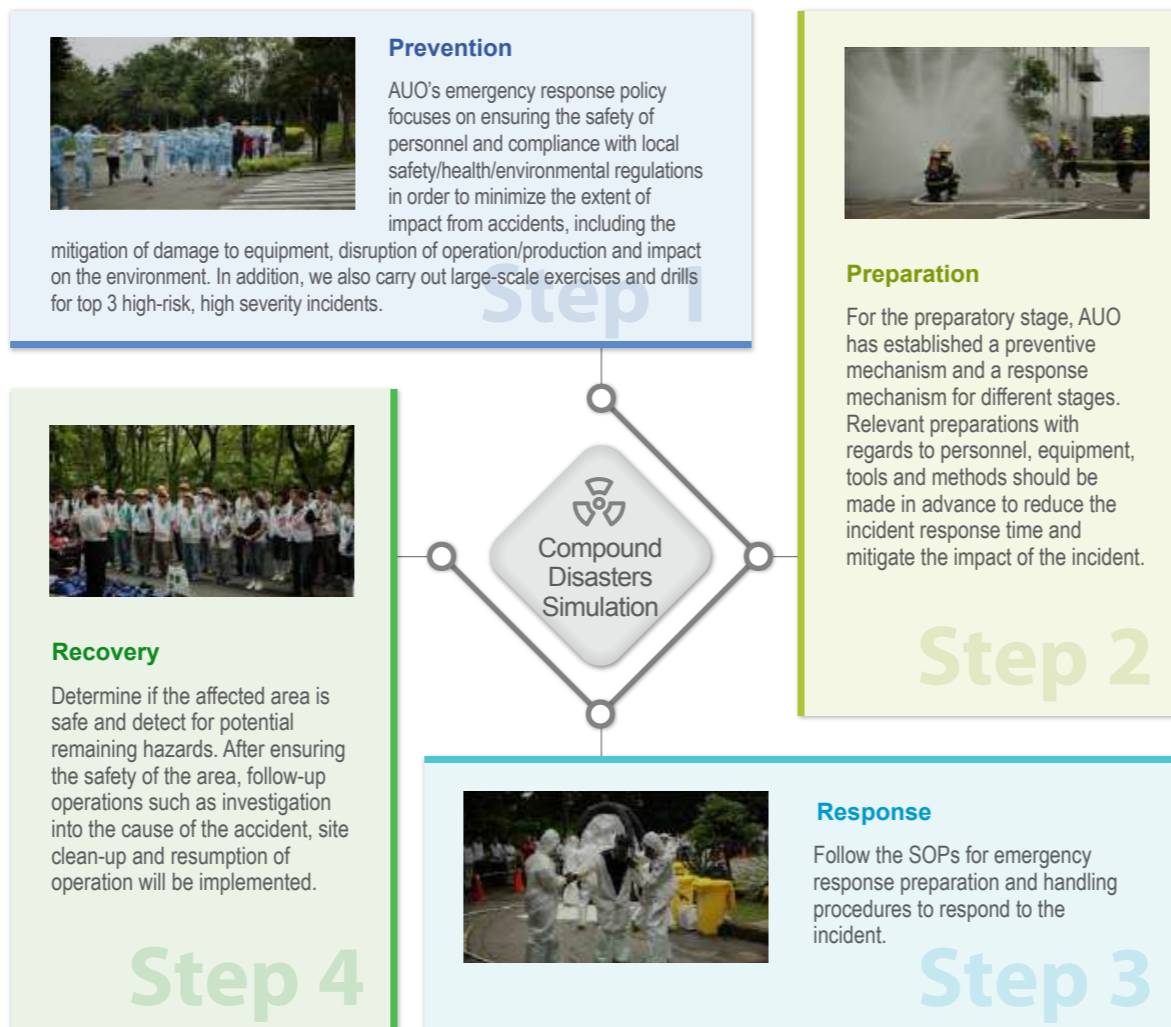 Prevention
AUO’s emergency response policy
focuses on ensuring the safety of
personnel and compliance with local
safety/health/environmental regulations
in order to minimize the extent of
impact from accidents, including the
mitigation of damage to equipment, disruption of operation/production and impact
on the environment. In addition, we also carry out large-scale exercises and drills
for top 3 high-risk, high severity incidents.
Step 1
Preparation
For the preparatory stage, AUO
has established a preventive
mechanism and a response
mechanism for different stages.
Relevant preparations with
regards to personnel, equipment,
tools and methods should be
made in advance to reduce the
incident response time and
mitigate the impact of the incident.
Step 2
Compound
Disasters
Simulation
Response
Follow the SOPs for emergency
response preparation and handling
procedures to respond to the
incident.
Step 3
Recovery
Determine if the affected area is
safe and detect for potential
remaining hazards. After ensuring
the safety of the area, follow-up
operations such as investigation
into the cause of the accident, site
clean-up and resumption of
operation will be implemented.
Step 4